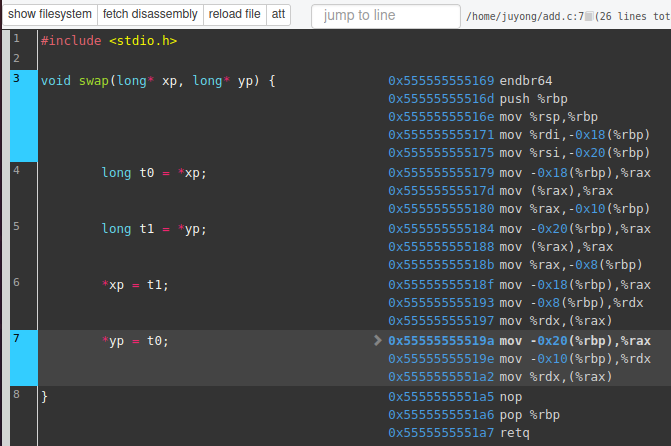 show filesystem fetch disassembly reload file att jump to line /home/juyong/add.c:7 (26 lines tot
1 #include <stdio.h>
2
3 void swap(long* xp, long* yp) { 0x555555555169 endbr64
0x55555555516d push %rbp
0x55555555516e mov %rsp,%rbp
0x555555555171 mov %rdi,-0x18(%rbp)
0x555555555175 mov %rsi,-0x20(%rbp)
4 long t0 = *xp; 0x555555555179 mov -0x18(%rbp),%rax
0x55555555517d mov (%rax),%rax
0x555555555180 mov %rax,-0x10(%rbp)
5 long t1 = *yp; 0x555555555184 mov -0x20(%rbp),%rax
0x555555555188 mov (%rax),%rax
0x55555555518b mov %rax,-0x8(%rbp)
6 *xp = t1; 0x55555555518f mov -0x18(%rbp),%rax
0x555555555193 mov -0x8(%rbp),%rdx
0x555555555197 mov %rdx,(%rax)
7 *yp = t0; 0x55555555519a mov -0x20(%rbp),%rax
0x55555555519e mov -0x10(%rbp),%rdx
0x5555555551a2 mov %rdx,(%rax)
8 } 0x5555555551a5 nop
0x5555555551a6 pop %rbp
0x5555555551a7 retq